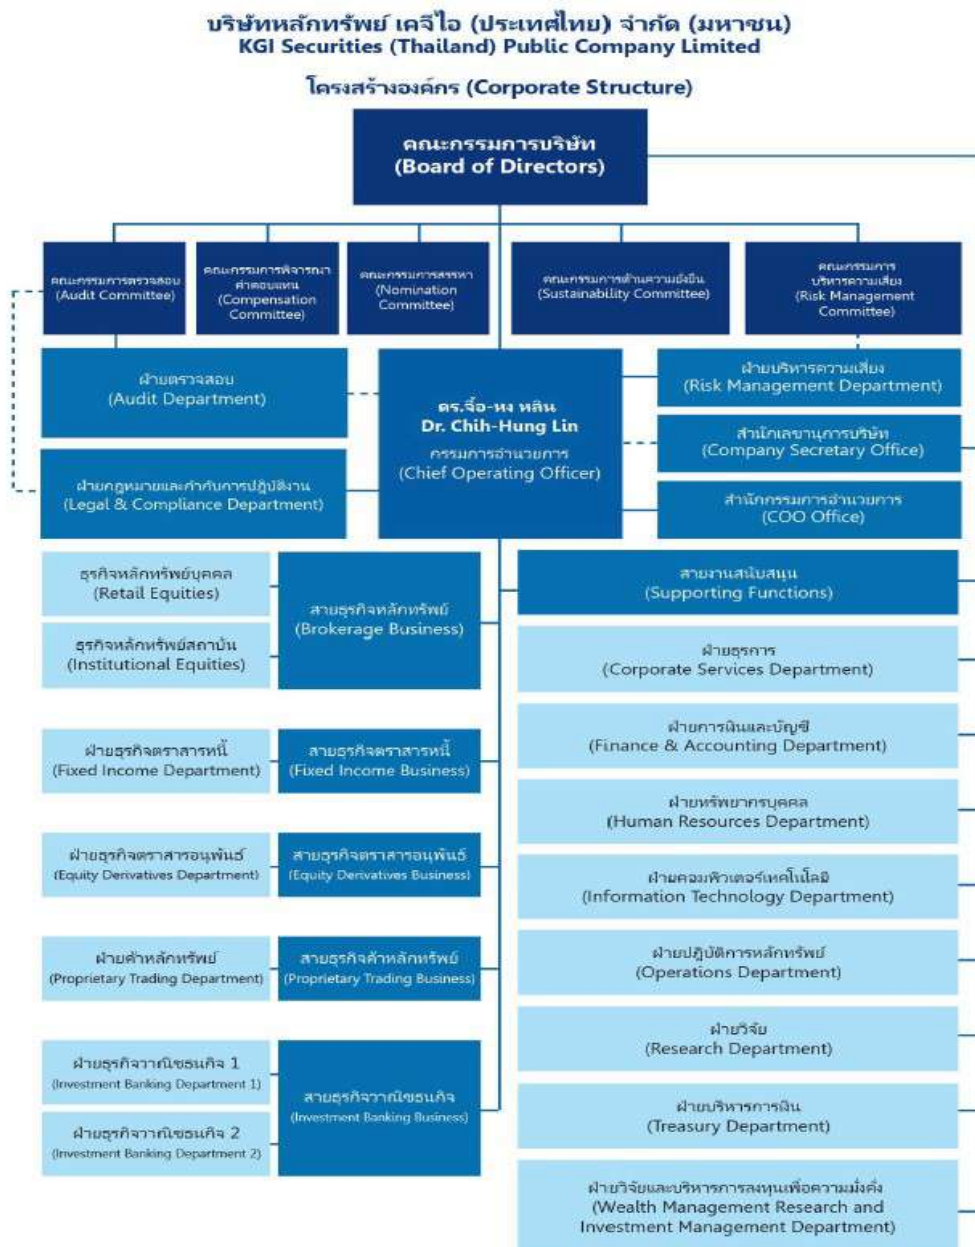 บริษัทหลักทรัพย์ เคจีไอ (ประเทศไทย) จำกัด (มหาชน)
KGI Securities (Thailand) Public Company Limited
โครงสร้างองค์กร (Corporate Structure)
คณะกรรมการบริษัท
(Board of Directors)
คณะกรรมการตรวจสอบ
(Audit Committee)
คณะกรรมการพิจารณา
ค่าตอบแทน
(Compensation
Committee)
คณะกรรมการสรรหา
(Nomination
Committee)
คณะกรรมการด้านความยั่งยืน
(Sustainability Committee)
คณะกรรมการ
บริหารความเสี่ยง
(Risk Management
Committee)
ฝ่ายตรวจสอบ
(Audit Department)
ฝ่ายกฎหมายและกำกับการปฏิบัติงาน
(Legal & Compliance Department)
ดร.จื้อ-หง หลิน
Dr. Chih-Hung Lin
กรรมการอำนวยการ
(Chief Operating Officer)
ฝ่ายบริหารความเสี่ยง
(Risk Management Department)
สำนักเลขานุการบริษัท
(Company Secretary Office)
สำนักกรรมการอำนวยการ
(COO Office)
ธุรกิจหลักทรัพย์บุคคล
(Retail Equities)
ธุรกิจหลักทรัพย์สถาบัน
(Institutional Equities)
สายธุรกิจหลักทรัพย์
(Brokerage Business)
ฝ่ายธุรกิจตราสารหนี้
(Fixed Income Department)
สายธุรกิจตราสารหนี้
(Fixed Income Business)
ฝ่ายธุรกิจตราสารอนุพันธ์
(Equity Derivatives Department)
สายธุรกิจตราสารอนุพันธ์
(Equity Derivatives Business)
ฝ่ายค้าหลักทรัพย์
(Proprietary Trading Department)
สายธุรกิจค้าหลักทรัพย์
(Proprietary Trading Business)
ฝ่ายธุรกิจวาณิชธนกิจ 1
(Investment Banking Department 1)
ฝ่ายธุรกิจวาณิชธนกิจ 2
(Investment Banking Department 2)
สายธุรกิจวาณิชธนกิจ
(Investment Banking Business)
สายงานสนับสนุน
(Supporting Functions)
ฝ่ายธุรการ
(Corporate Services Department)
ฝ่ายการเงินและบัญชี
(Finance & Accounting Department)
ฝ่ายทรัพยากรบุคคล
(Human Resources Department)
ฝ่ายคอมพิวเตอร์เทคโนโลยี
(Information Technology Department)
ฝ่ายปฏิบัติการหลักทรัพย์
(Operations Department)
ฝ่ายวิจัย
(Research Department)
ฝ่ายบริหารการเงิน
(Treasury Department)
ฝ่ายวิจัยและบริหารการลงทุนเพื่อความมั่งคั่ง
(Wealth Management Research and
Investment Management Department)